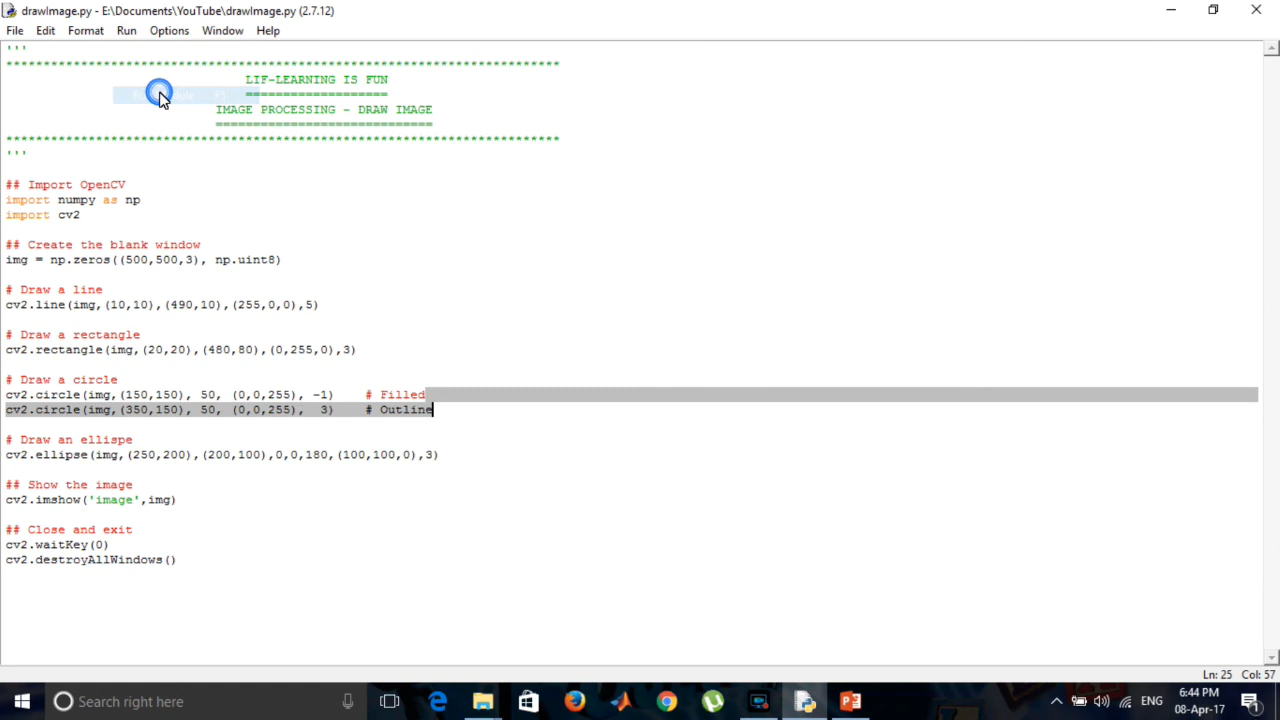 drawImage.py - E:\Documents\YouTube\drawImage.py (2.7.12)
File Edit Format Run Options Window Help
'''
**************************************************************************
LIF-LEARNING IS FUN
===================
IMAGE PROCESSING - DRAW IMAGE
=============================
**************************************************************************
'''
## Import OpenCV
import numpy as np
import cv2
## Create the blank window
img = np.zeros((500,500,3), np.uint8)
# Draw a line
cv2.line(img,(10,10),(490,10),(255,0,0),5)
# Draw a rectangle
cv2.rectangle(img,(20,20),(480,80),(0,255,0),3)
# Draw a circle
cv2.circle(img,(150,150), 50, (0,0,255), -1)    # Filled
cv2.circle(img,(350,150), 50, (0,0,255),  3)    # Outline
# Draw an ellispe
cv2.ellipse(img,(250,200),(200,100),0,0,180,(100,100,0),3)
## Show the image
cv2.imshow('image',img)
## Close and exit
cv2.waitKey(0)
cv2.destroyAllWindows()
Ln: 25 Col: 57
Search right here
ENG
6:44 PM
08-Apr-17
1